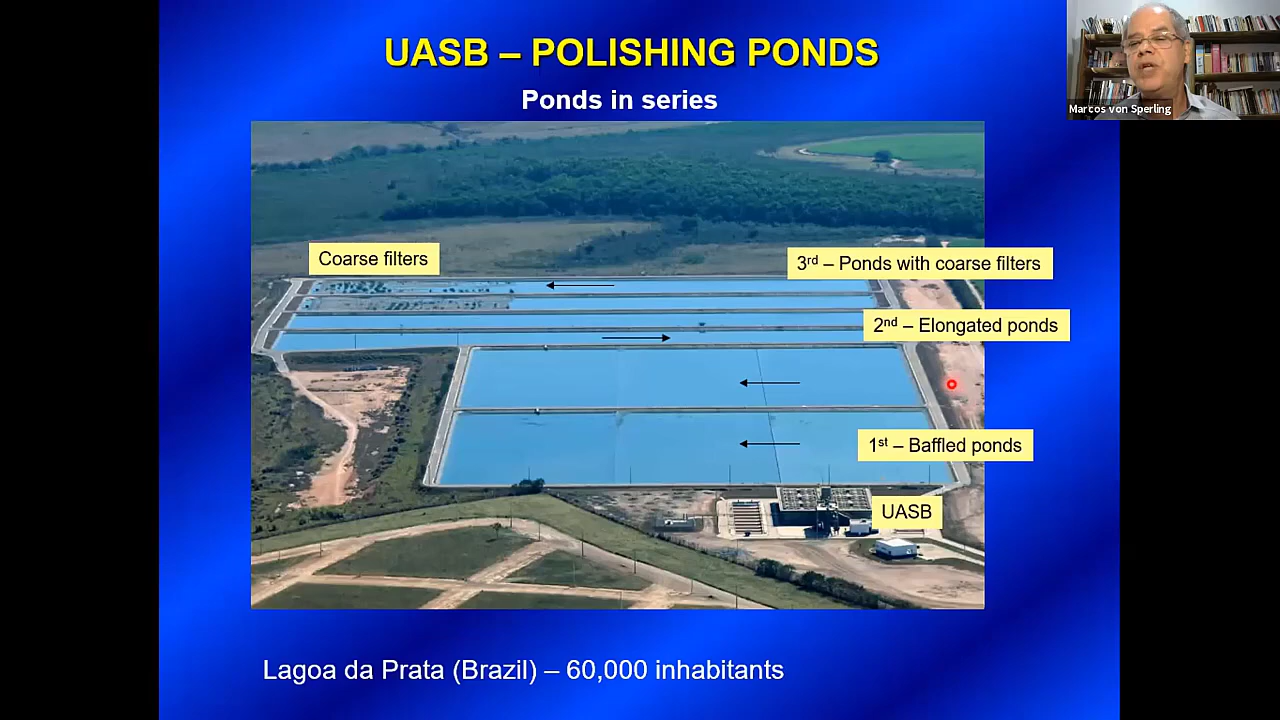 UASB – POLISHING PONDS
Ponds in series
Marcos von Sperling
Coarse filters
3rd – Ponds with coarse filters
2nd – Elongated ponds
1st – Baffled ponds
UASB
Lagoa da Prata (Brazil) – 60,000 inhabitants